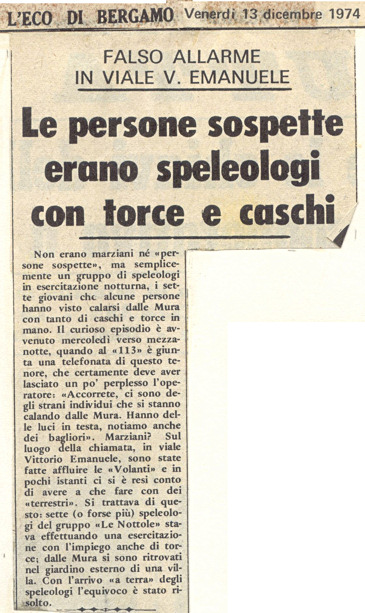 L'ECO DI BERGAMO Venerdì 13 dicembre 1974
FALSO ALLARME
IN VIALE V. EMANUELE
Le persone sospette
erano speleologi
con torce e caschi
Non erano marziani né «per-
sone sospette», ma semplice-
mente un gruppo di speleologi
in esercitazione notturna, i set-
te giovani che alcune persone
hanno visto calarsi dalle Mura
con tanto di caschi e torce in
mano. Il curioso episodio è av-
venuto mercoledì verso mezza-
notte, quando al «113» è giun-
ta una telefonata di questo te-
nore, che certamente deve aver
lasciato un po' perplesso l'ope-
ratore: «Accorrete, ci sono de-
gli strani individui che si stanno
calando dalle Mura. Hanno del-
le luci in testa, notiamo anche
dei bagliori». Marziani? Sul
luogo della chiamata, in viale
Vittorio Emanuele, sono state
fatte affluire le «Volanti» e in
pochi istanti ci si è resi conto
di avere a che fare con dei
«terrestri». Si trattava di que-
sto: sette (o forse più) speleolo-
gi del gruppo «Le Nottole» sta-
va effettuando una esercitazio-
ne con l'impiego anche di tor-
ce; dalle Mura si sono ritrovati
nel giardino esterno di una vil-
la. Con l'arrivo «a terra» degli
speleologi l'equivoco è stato ri-
solto.